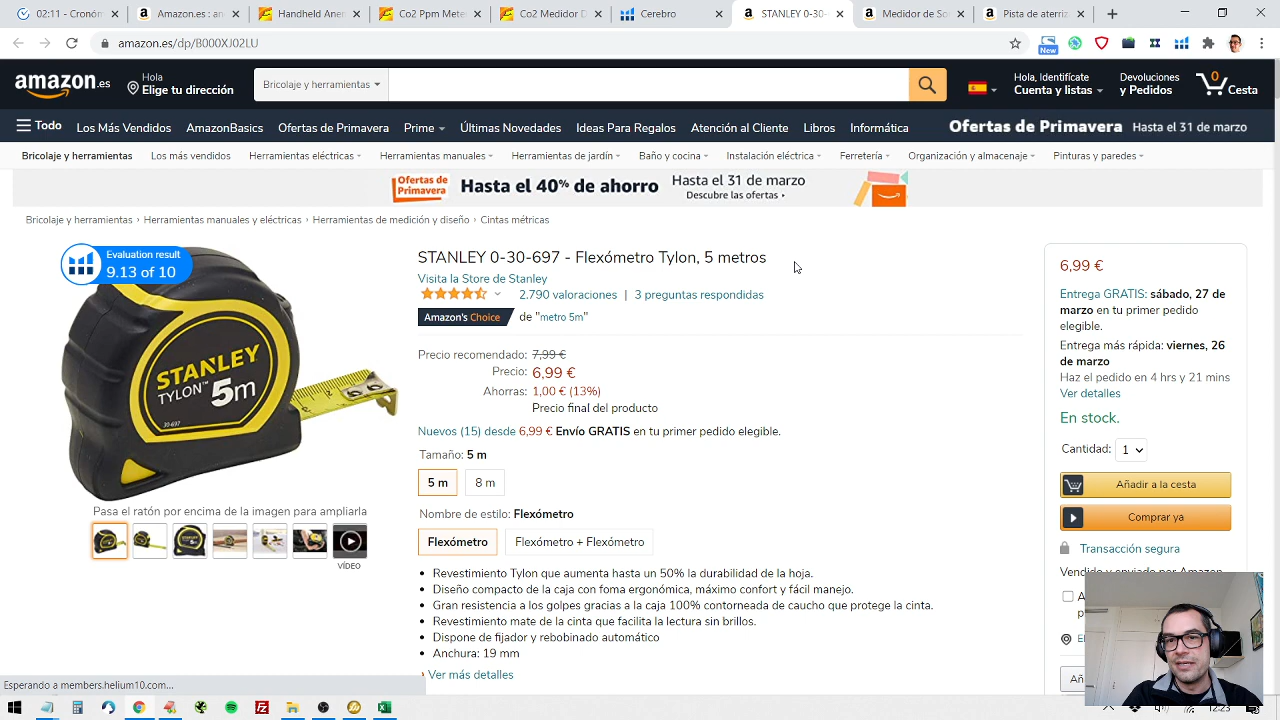 02:11 - Cronom
Amazon.es : an
Handheld Anem
Co2 Ppm Meter
Co2 Ppm Mete
Cerebro
STANLEY 0-30-
Medidor de So
Pista de aterriz
amazon.es/dp/B000XJ02LU
New
amazon.es
Hola
Elige tu dirección
Bricolaje y herramientas
Hola, Identifícate
Cuenta y listas
Devoluciones
y Pedidos
0
Cesta
Todo
Los Más Vendidos
AmazonBasics
Ofertas de Primavera
Prime
Últimas Novedades
Ideas Para Regalos
Atención al Cliente
Libros
Informática
Ofertas de Primavera Hasta el 31 de marzo
Bricolaje y herramientas
Los más vendidos
Herramientas eléctricas
Herramientas manuales
Herramientas de jardín
Baño y cocina
Instalación eléctrica
Ferretería
Organización y almacenaje
Pinturas y paredes
Ofertas de
Primavera
Hasta el 40% de ahorro
Hasta el 31 de marzo
Descubre las ofertas ›
Bricolaje y herramientas › Herramientas manuales y eléctricas › Herramientas de medición y diseño › Cintas métricas
Evaluation result
9.13 of 10
STANLEY
TYLON™ 5m
30-697
Pasa el ratón por encima de la imagen para ampliarla
VÍDEO
STANLEY 0-30-697 - Flexómetro Tylon, 5 metros
Visita la Store de Stanley
2.790 valoraciones | 3 preguntas respondidas
Amazon's Choice de "metro 5m"
Precio recomendado: 7,99 €
Precio: 6,99 €
Ahorras: 1,00 € (13%)
Precio final del producto
Nuevos (15) desde 6,99 € Envío GRATIS en tu primer pedido elegible.
Tamaño: 5 m
5 m
8 m
Nombre de estilo: Flexómetro
Flexómetro
Flexómetro + Flexómetro
• Revestimiento Tylon que aumenta hasta un 50% la durabilidad de la hoja.
• Diseño compacto de la caja con foma ergonómica, máximo confort y fácil manejo.
• Gran resistencia a los golpes gracias a la caja 100% contorneada de caucho que protege la cinta.
• Revestimiento mate de la cinta que facilita la lectura sin brillos.
• Dispone de fijador y rebobinado automático
• Anchura: 19 mm
› Ver más detalles
6,99 €
Entrega GRATIS: sábado, 27 de
marzo en tu primer pedido
elegible.
Entrega más rápida: viernes, 26
de marzo
Haz el pedido en 4 hrs y 21 mins
Ver detalles
En stock.
Cantidad: 1
Añadir a la cesta
Comprar ya
Transacción segura
Vendido y enviado por Amazon
Esperando a members.helium10.com...